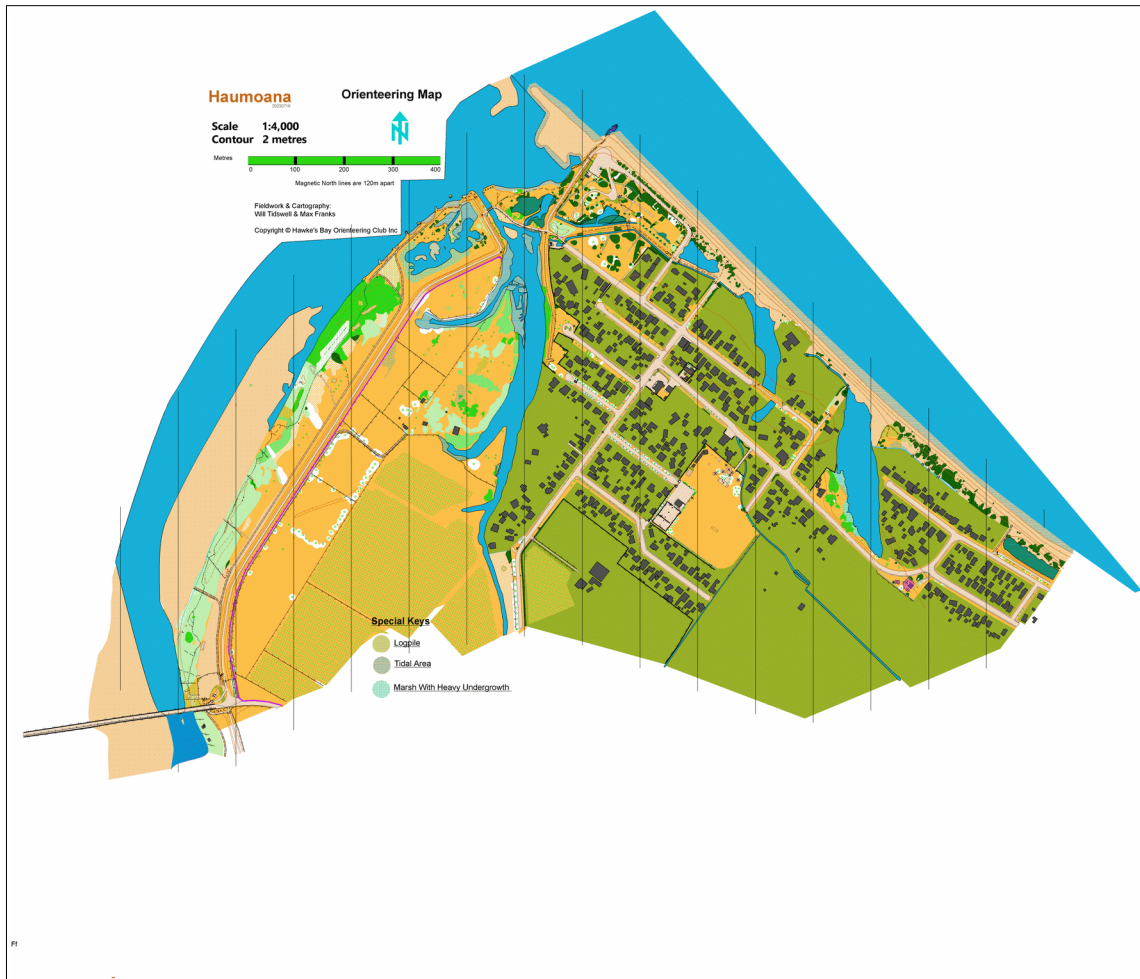 Haumoana
Orienteering Map
Scale 1:4,000
Contour 2 metres
Metres
0 100 200 300 400
Magnetic North lines are 120m apart
Fieldwork & Cartography:
Will Tidswell & Max Franks
Copyright © Hawke's Bay Orienteering Club Inc
Special Keys
Logpile
Tidal Area
Marsh With Heavy Undergrowth